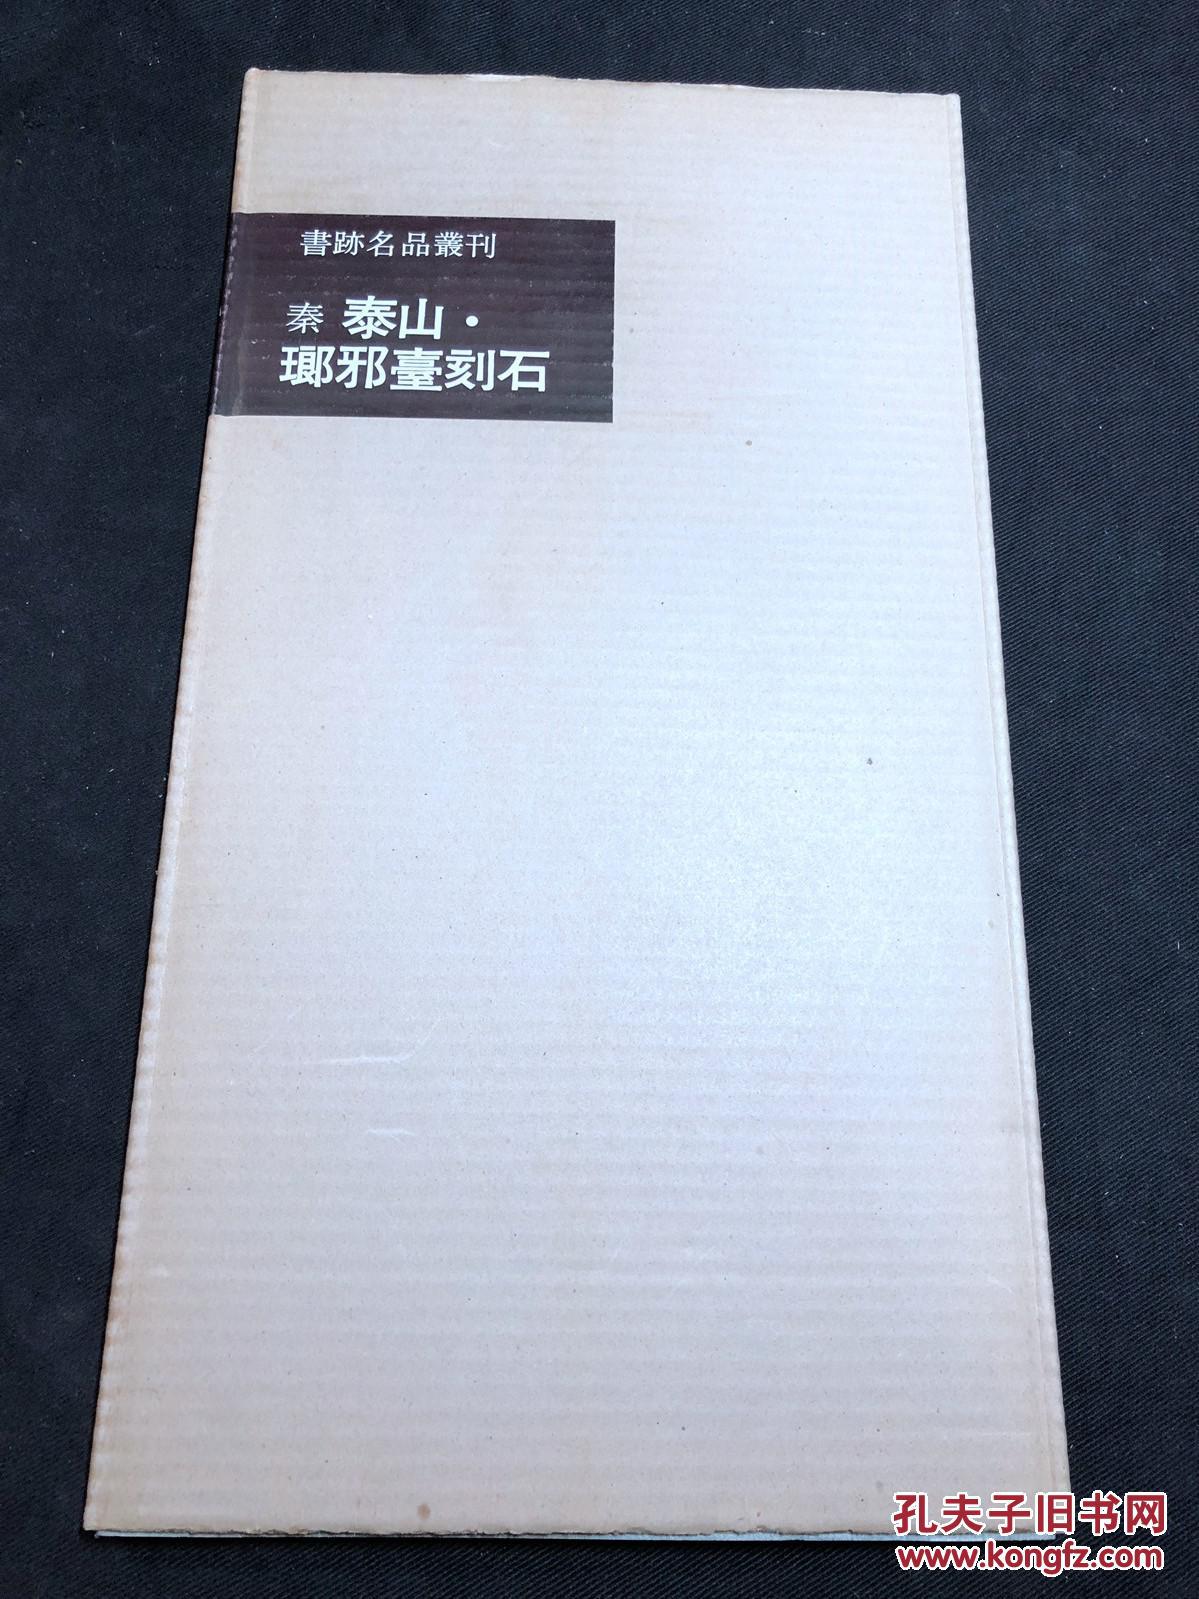 書跡名品叢刊
秦 泰山・
瑯邪臺刻石
孔夫子旧书网
www.kongfz.com